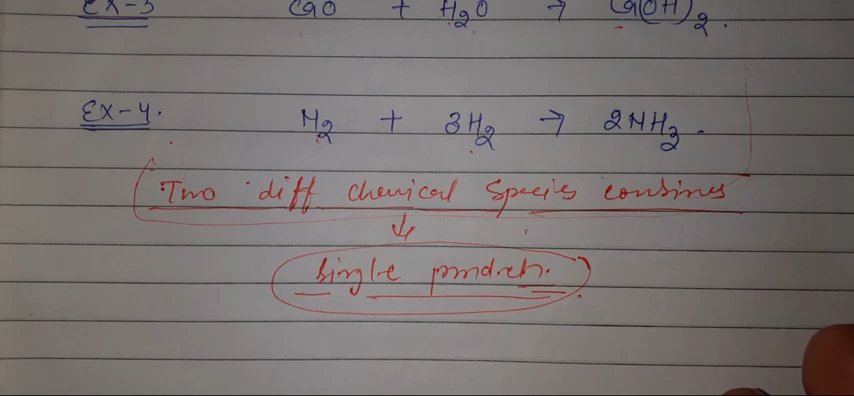 Ex-3 CaO + H2O → Ca(OH)2.
Ex-4. N2 + 3H2 → 2NH3.
Two diff chemical Species combines
↓
Single product.